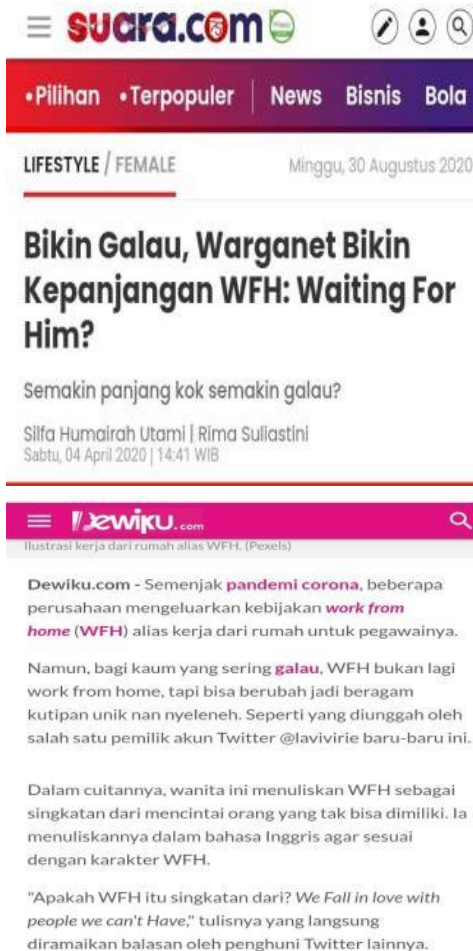 suara.com
•Pilihan •Terpopuler | News Bisnis Bola
LIFESTYLE / FEMALE Minggu, 30 Augustus 2020
Bikin Galau, Warganet Bikin
Kepanjangan WFH: Waiting For
Him?
Semakin panjang kok semakin galau?
Silfa Humairah Utami | Rima Suliastini
Sabtu, 04 April 2020 | 14:41 WIB
Dewiku.com
Ilustrasi kerja dari rumah alias WFH. (Pexels)
Dewiku.com - Semenjak pandemi corona, beberapa
perusahaan mengeluarkan kebijakan work from
home (WFH) alias kerja dari rumah untuk pegawainya.
Namun, bagi kaum yang sering galau, WFH bukan lagi
work from home, tapi bisa berubah jadi beragam
kutipan unik nan nyeleneh. Seperti yang diunggah oleh
salah satu pemilik akun Twitter @lavivirie baru-baru ini.
Dalam cuitannya, wanita ini menuliskan WFH sebagai
singkatan dari mencintai orang yang tak bisa dimiliki. Ia
menuliskannya dalam bahasa Inggris agar sesuai
dengan karakter WFH.
"Apakah WFH itu singkatan dari? We Fall in love with
people we can't Have," tulisnya yang langsung
diramaikan balasan oleh penghuni Twitter lainnya.